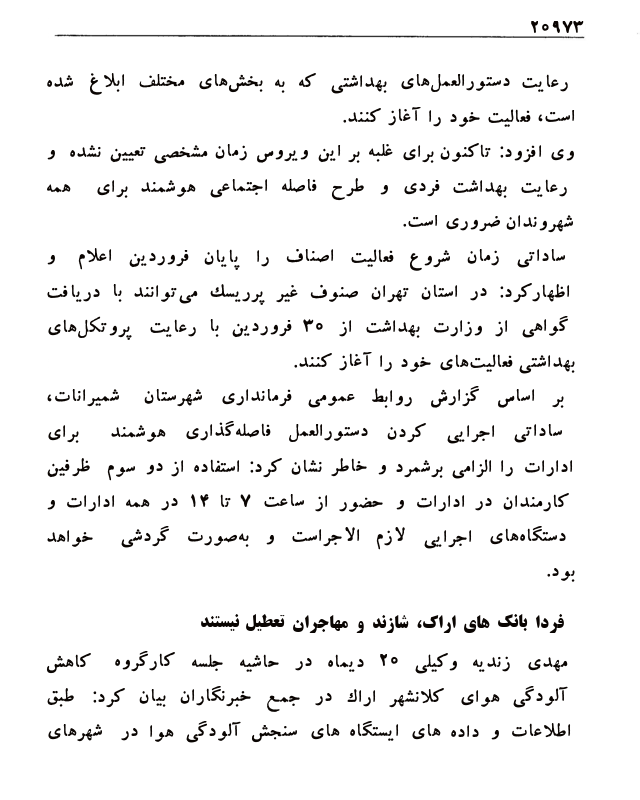 ۲۰۹۷۳
رعایت دستورالعمل‌های بهداشتی که به بخش‌های مختلف ابلاغ شده
است، فعالیت خود را آغاز کنند.
وی افزود: تاکنون برای غلبه بر این ویروس زمان مشخصی تعیین نشده و
رعایت بهداشت فردی و طرح فاصله اجتماعی هوشمند برای همه
شهروندان ضروری است.
ساداتی زمان شروع فعالیت اصناف را پایان فروردین اعلام و
اظهارکرد: در استان تهران صنوف غیر پرریسک می‌توانند با دریافت
گواهی از وزارت بهداشت از ۳۰ فروردین با رعایت پروتکل‌های
بهداشتی فعالیت‌های خود را آغاز کنند.
بر اساس گزارش روابط عمومی فرمانداری شهرستان شمیرانات،
ساداتی اجرایی کردن دستورالعمل فاصله‌گذاری هوشمند برای
ادارات را الزامی برشمرد و خاطر نشان کرد: استفاده از دو سوم ظرفین
کارمندان در ادارات و حضور از ساعت ۷ تا ۱۴ در همه ادارات و
دستگاه‌های اجرایی لازم الاجراست و به‌صورت گردشی خواهد
بود.
فردا بانک های اراک، شازند و مهاجران تعطیل نیستند
مهدی زندیه وکیلی ۲۰ دیماه در حاشیه جلسه کارگروه کاهش
آلودگی هوای کلانشهر اراک در جمع خبرنگاران بیان کرد: طبق
اطلاعات و داده های ایستگاه های سنجش آلودگی هوا در شهرهای